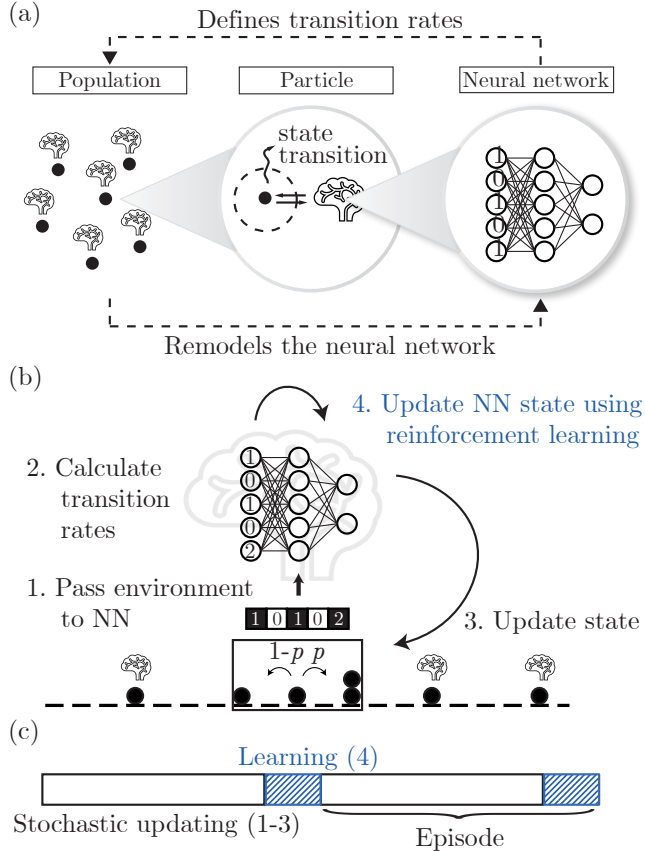 (a)
Defines transition rates
Population
Particle
Neural network
state
transition
1
0
1
0
1
Remodels the neural network
(b)
4. Update NN state using
reinforcement learning
2. Calculate
transition
rates
1
0
1
0
2
1. Pass environment
to NN
1 0 1 0 2
3. Update state
1-p p
(c)
Learning (4)
Stochastic updating (1-3)
Episode